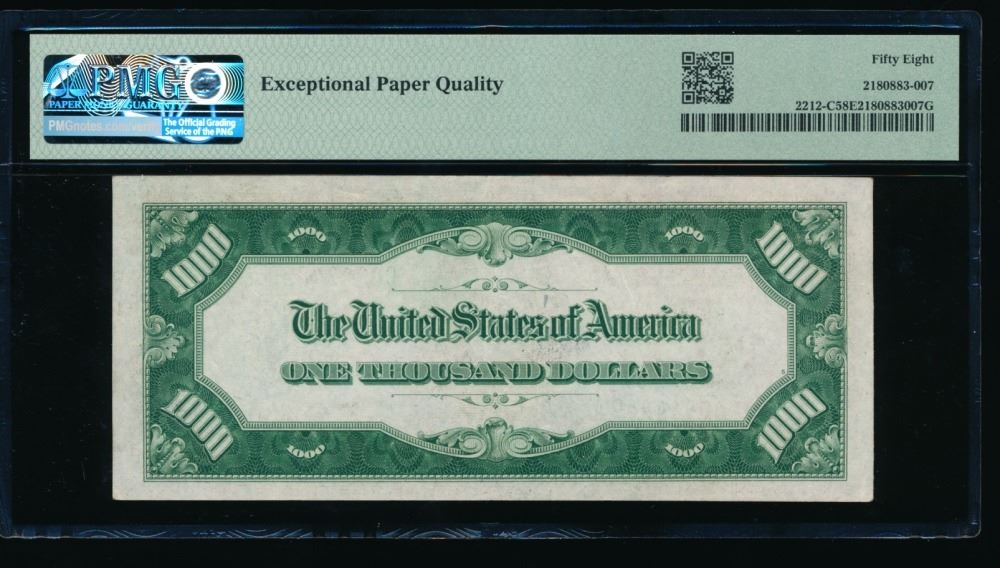 PMG
PAPER MONEY GUARANTY
PMGnotes.com/verify
The Official Grading
Service of the PNG
Exceptional Paper Quality
Fifty Eight
2180883-007
2212-C58E2180883007G
1000
1000
1000
1000
The United States of America
ONE THOUSAND DOLLARS
1000
1000
1000
1000